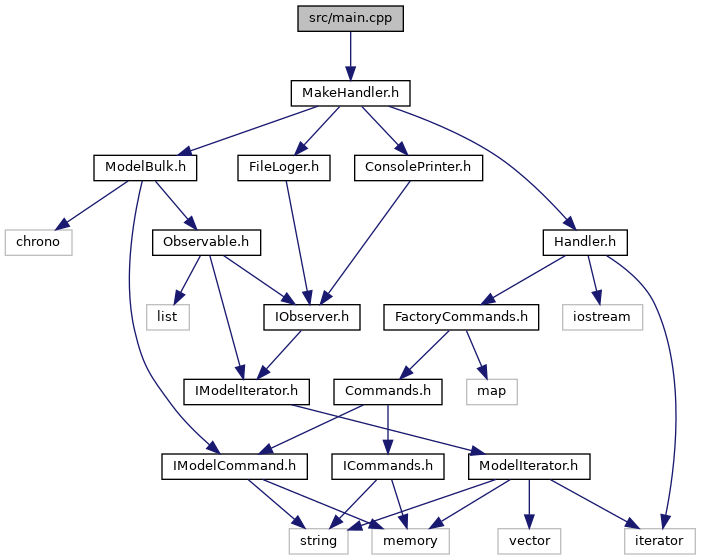 src/main.cpp
MakeHandler.h
ModelBulk.h
FileLoger.h
ConsolePrinter.h
chrono
Observable.h
Handler.h
list
IObserver.h
FactoryCommands.h
iostream
IModelIterator.h
Commands.h
map
IModelCommand.h
ICommands.h
ModelIterator.h
string
memory
vector
iterator